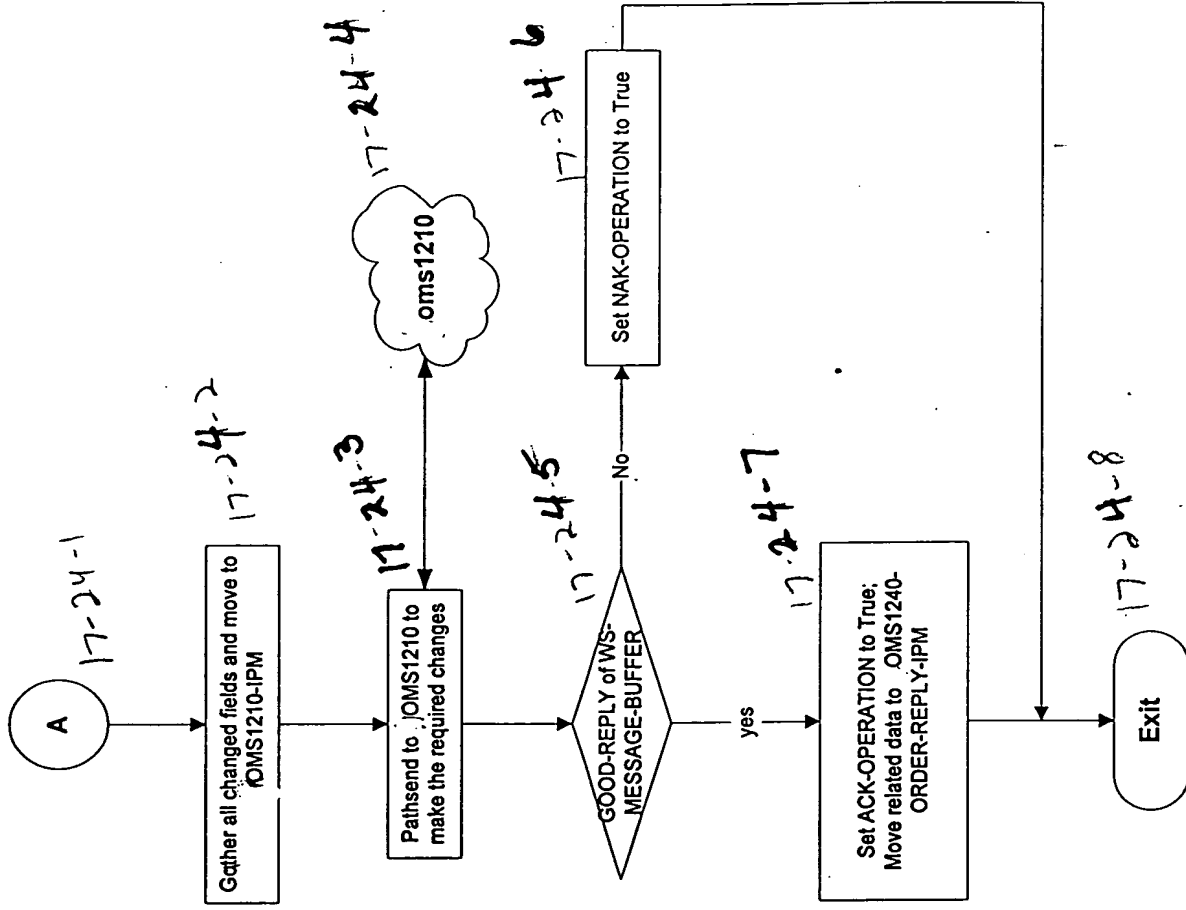 A
17-24-1
Gather all changed fields and move to
OMS1210-IPM
17-24-2
Pathsend to OMS1210 to
make the required changes
17-24-3
oms1210
17-24-4
GOOD-REPLY of WS-
MESSAGE-BUFFER
17-24-5
No
Set NAK-OPERATION to True
17-24-6
yes
Set ACK-OPERATION to True;
Move related data to OMS1240-
ORDER-REPLY-IPM
17-24-7
Exit
17-24-8